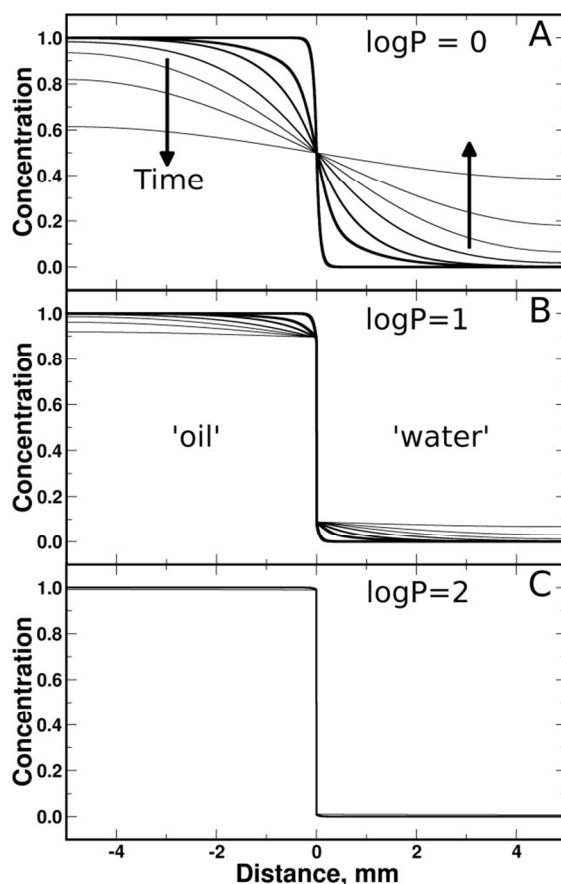 logP = 0
A
Concentration
1.0
0.8
0.6
0.4
0.2
0.0
Time
logP=1
B
Concentration
1.0
0.8
0.6
0.4
0.2
0.0
'oil'
'water'
logP=2
C
Concentration
1.0
0.8
0.6
0.4
0.2
0.0
-4
-2
0
2
4
Distance, mm